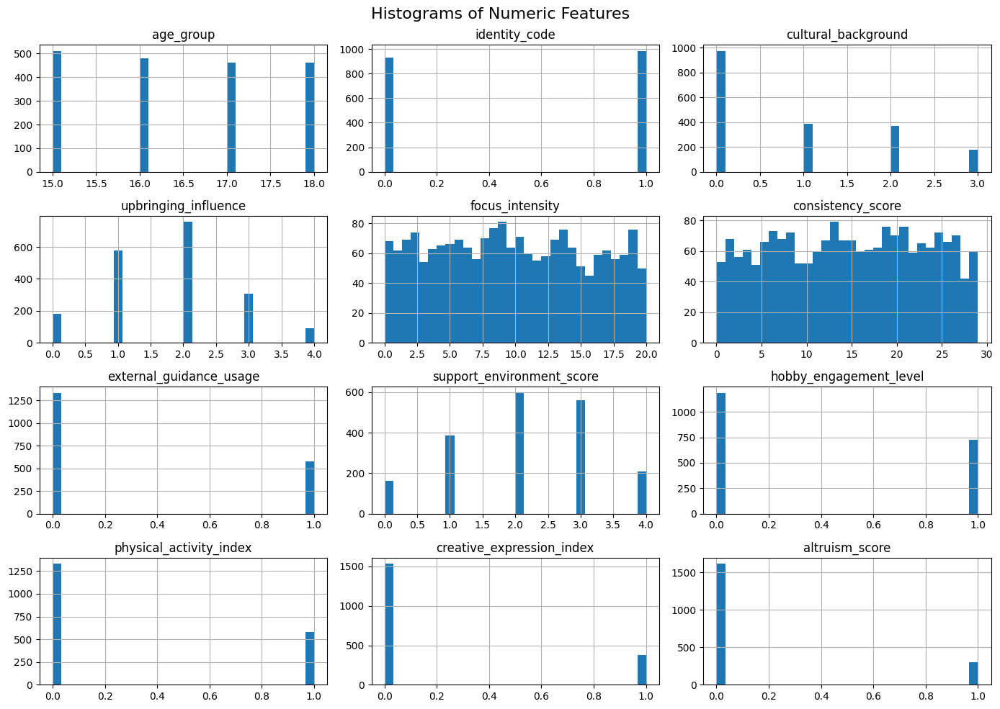 Histograms of Numeric Features
age_group
500
400
300
200
100
0
15.0 15.5 16.0 16.5 17.0 17.5 18.0
identity_code
1000
800
600
400
200
0
0.0 0.2 0.4 0.6 0.8 1.0
cultural_background
1000
800
600
400
200
0
0.0 0.5 1.0 1.5 2.0 2.5 3.0
upbringing_influence
600
400
200
0
0.0 0.5 1.0 1.5 2.0 2.5 3.0 3.5 4.0
focus_intensity
80
60
40
20
0
0.0 2.5 5.0 7.5 10.0 12.5 15.0 17.5 20.0
consistency_score
80
60
40
20
0
0 5 10 15 20 25 30
external_guidance_usage
1250
1000
750
500
250
0
0.0 0.2 0.4 0.6 0.8 1.0
support_environment_score
600
400
200
0
0.0 0.5 1.0 1.5 2.0 2.5 3.0 3.5 4.0
hobby_engagement_level
1000
750
500
250
0
0.0 0.2 0.4 0.6 0.8 1.0
physical_activity_index
1250
1000
750
500
250
0
0.0 0.2 0.4 0.6 0.8 1.0
creative_expression_index
1500
1000
500
0
0.0 0.2 0.4 0.6 0.8 1.0
altruism_score
1500
1000
500
0
0.0 0.2 0.4 0.6 0.8 1.0